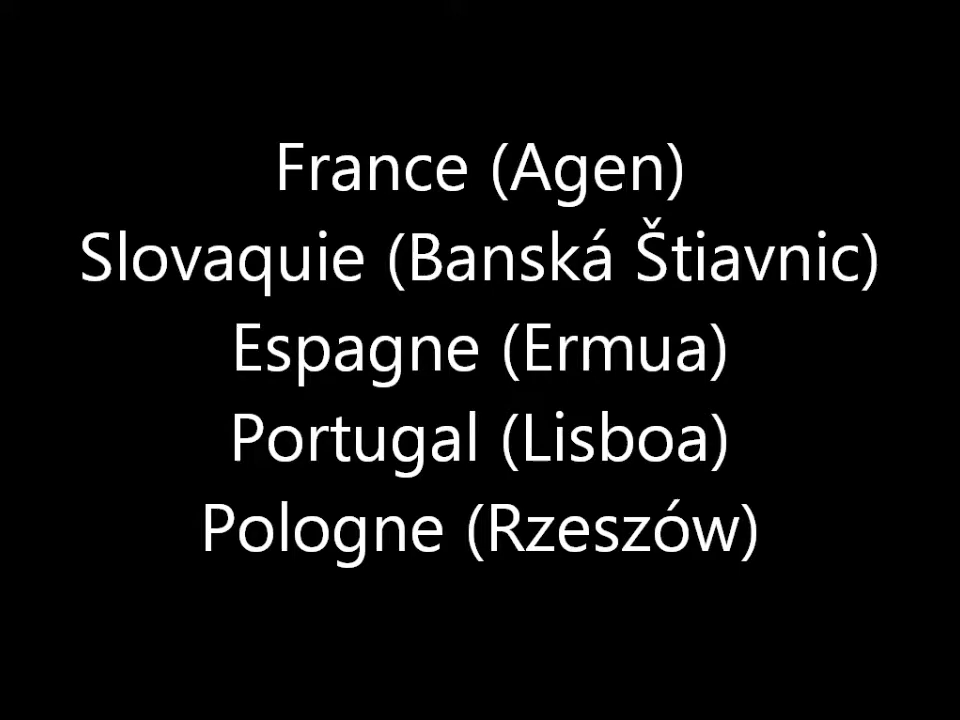 France (Agen)
Slovaquie (Banská Štiavnic)
Espagne (Ermua)
Portugal (Lisboa)
Pologne (Rzeszów)